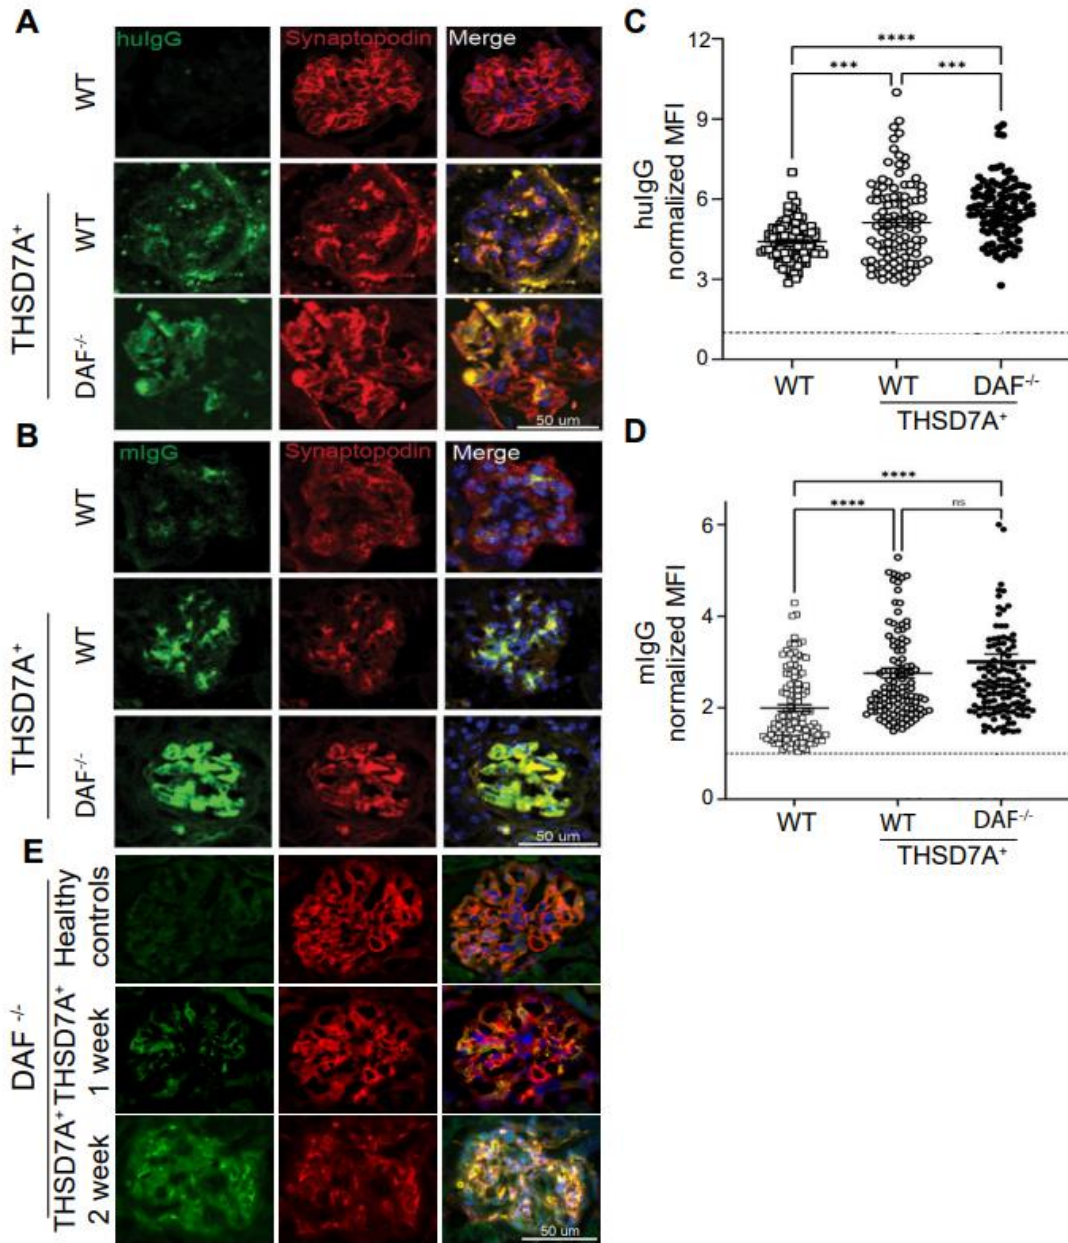 A
huIgG Synaptopodin Merge
WT
THSD7A+
WT
DAF-/-
50 um
B
mIgG Synaptopodin Merge
WT
THSD7A+
WT
DAF-/-
50 um
E
DAF -/-
Healthy
controls
THSD7A+
1 week
THSD7A+
2 week
50 um
C
huIgG
normalized MFI
12
9
6
3
0
****
*** ***
WT WT DAF-/-
THSD7A+
D
mIgG
normalized MFI
6
4
2
0
****
**** ns
WT WT DAF-/-
THSD7A+